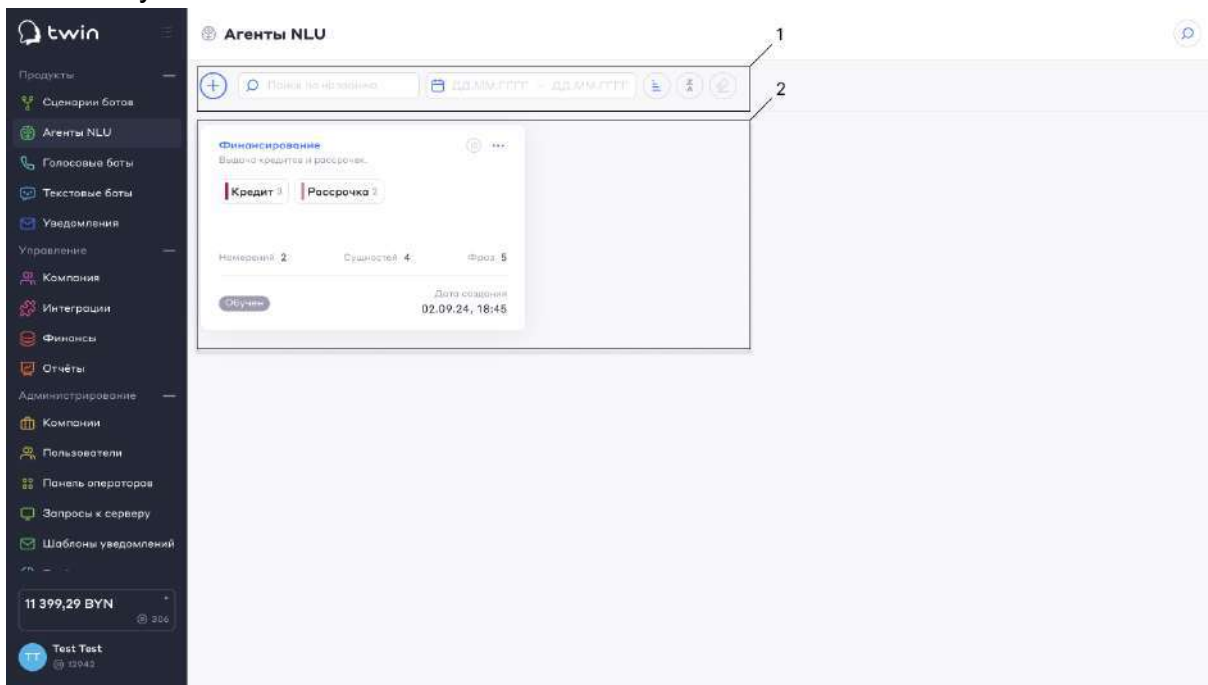 twin
Агенты NLU
1
2
Продукты
Сценарии ботов
Агенты NLU
Голосовые боты
Текстовые боты
Уведомления
Управление
Компания
Интеграции
Финансы
Отчёты
Администрирование
Компании
Пользователи
Панель операторов
Запросы к серверу
Шаблоны уведомлений
11 399,29 BYN
306
TT Test Test
12942
Поиск по названию
ДД.ММ.ГГГГ - ДД.ММ.ГГГГ
Финансирование
Выдача кредитов и рассрочек.
Кредит 3 Рассрочка 2
Намерений 2 Сущностей 4 Фраз 5
Обучен
Дата создания
02.09.24, 18:45